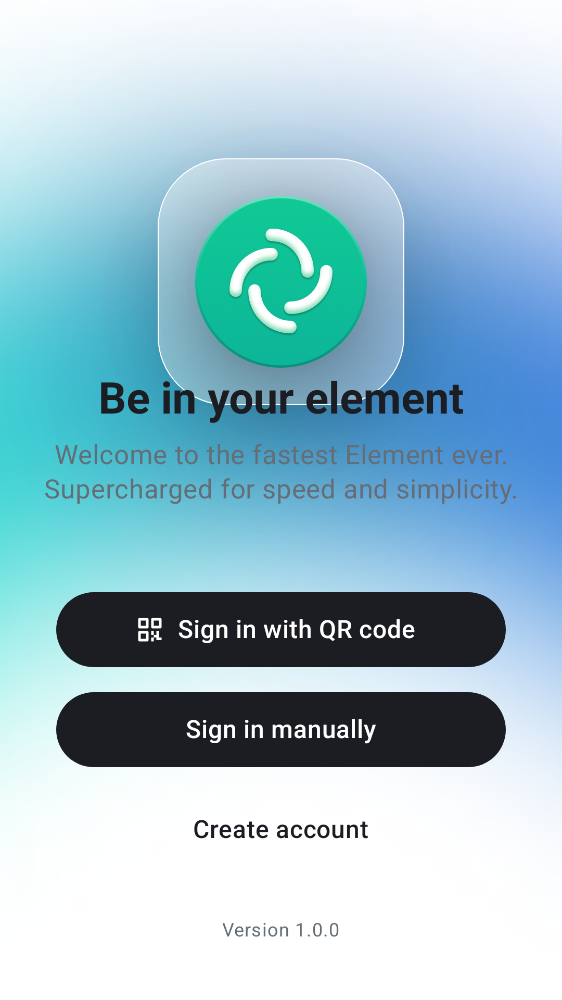 Be in your element
Welcome to the fastest Element ever.
Supercharged for speed and simplicity.
Sign in with QR code
Sign in manually
Create account
Version 1.0.0